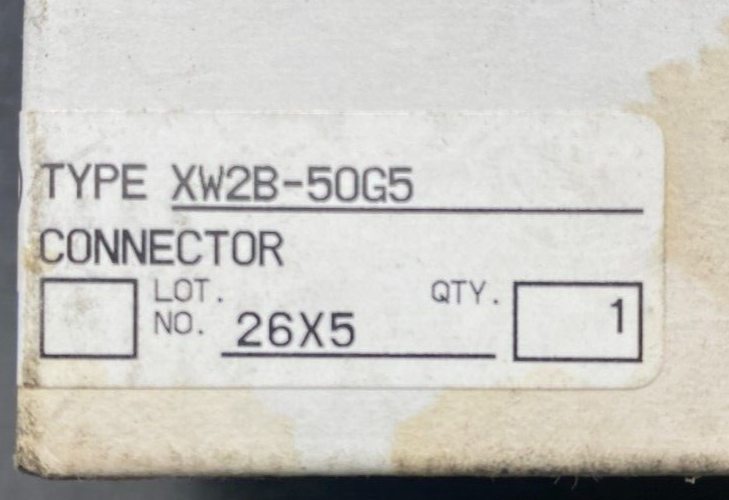 TYPE XW2B-50G5
CONNECTOR
LOT. NO. 26X5 QTY. 1